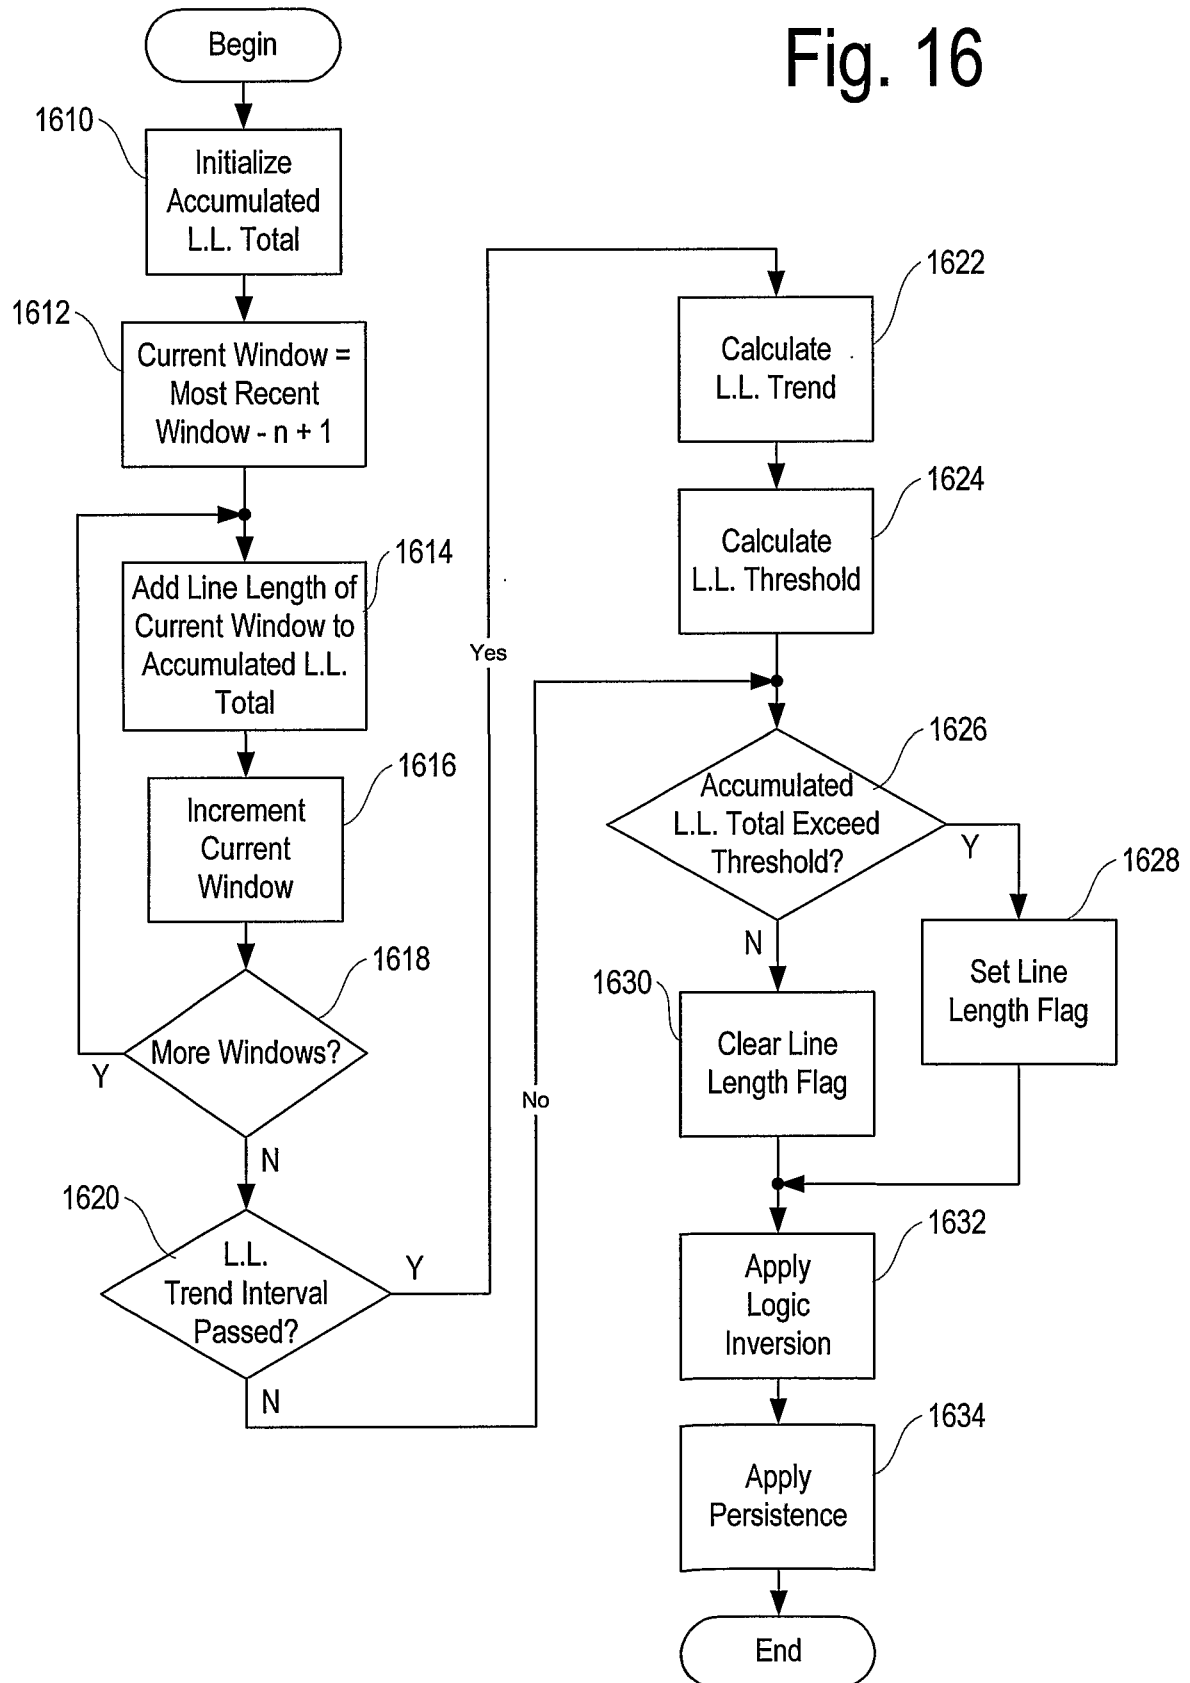 Fig. 16
Begin
1610
Initialize
Accumulated
L.L. Total
1612
Current Window =
Most Recent
Window - n + 1
1614
Add Line Length of
Current Window to
Accumulated L.L.
Total
1616
Increment
Current
Window
1618
More Windows?
Y
N
1620
L.L.
Trend Interval
Passed?
Y
N
Yes
No
1622
Calculate
L.L. Trend
1624
Calculate
L.L. Threshold
1626
Accumulated
L.L. Total Exceed
Threshold?
Y
N
1628
Set Line
Length Flag
1630
Clear Line
Length Flag
1632
Apply
Logic
Inversion
1634
Apply
Persistence
End